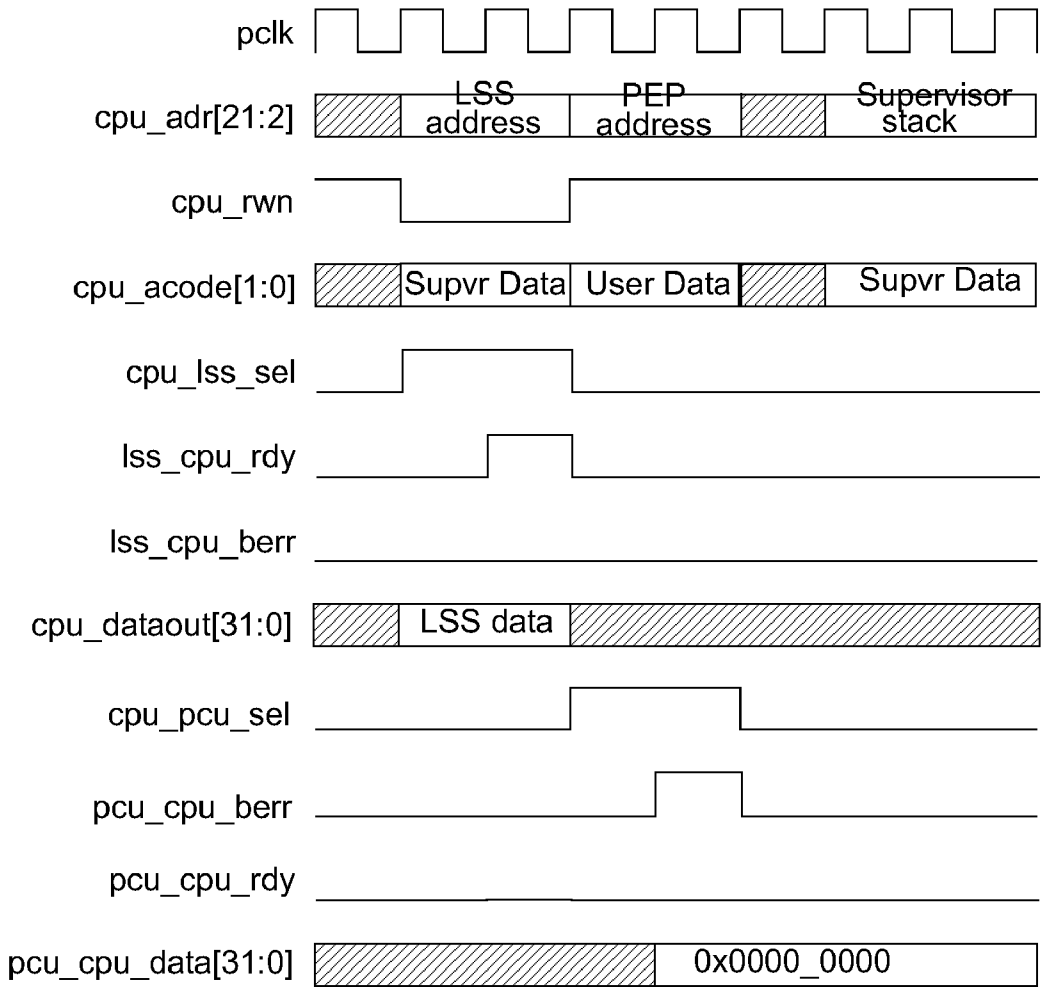 pclk
cpu_adr[21:2]
LSS
address
PEP
address
Supervisor
stack
cpu_rwn
cpu_acode[1:0]
Supvr Data
User Data
Supvr Data
cpu_lss_sel
lss_cpu_rdy
lss_cpu_berr
cpu_dataout[31:0]
LSS data
cpu_pcu_sel
pcu_cpu_berr
pcu_cpu_rdy
pcu_cpu_data[31:0]
0x0000_0000